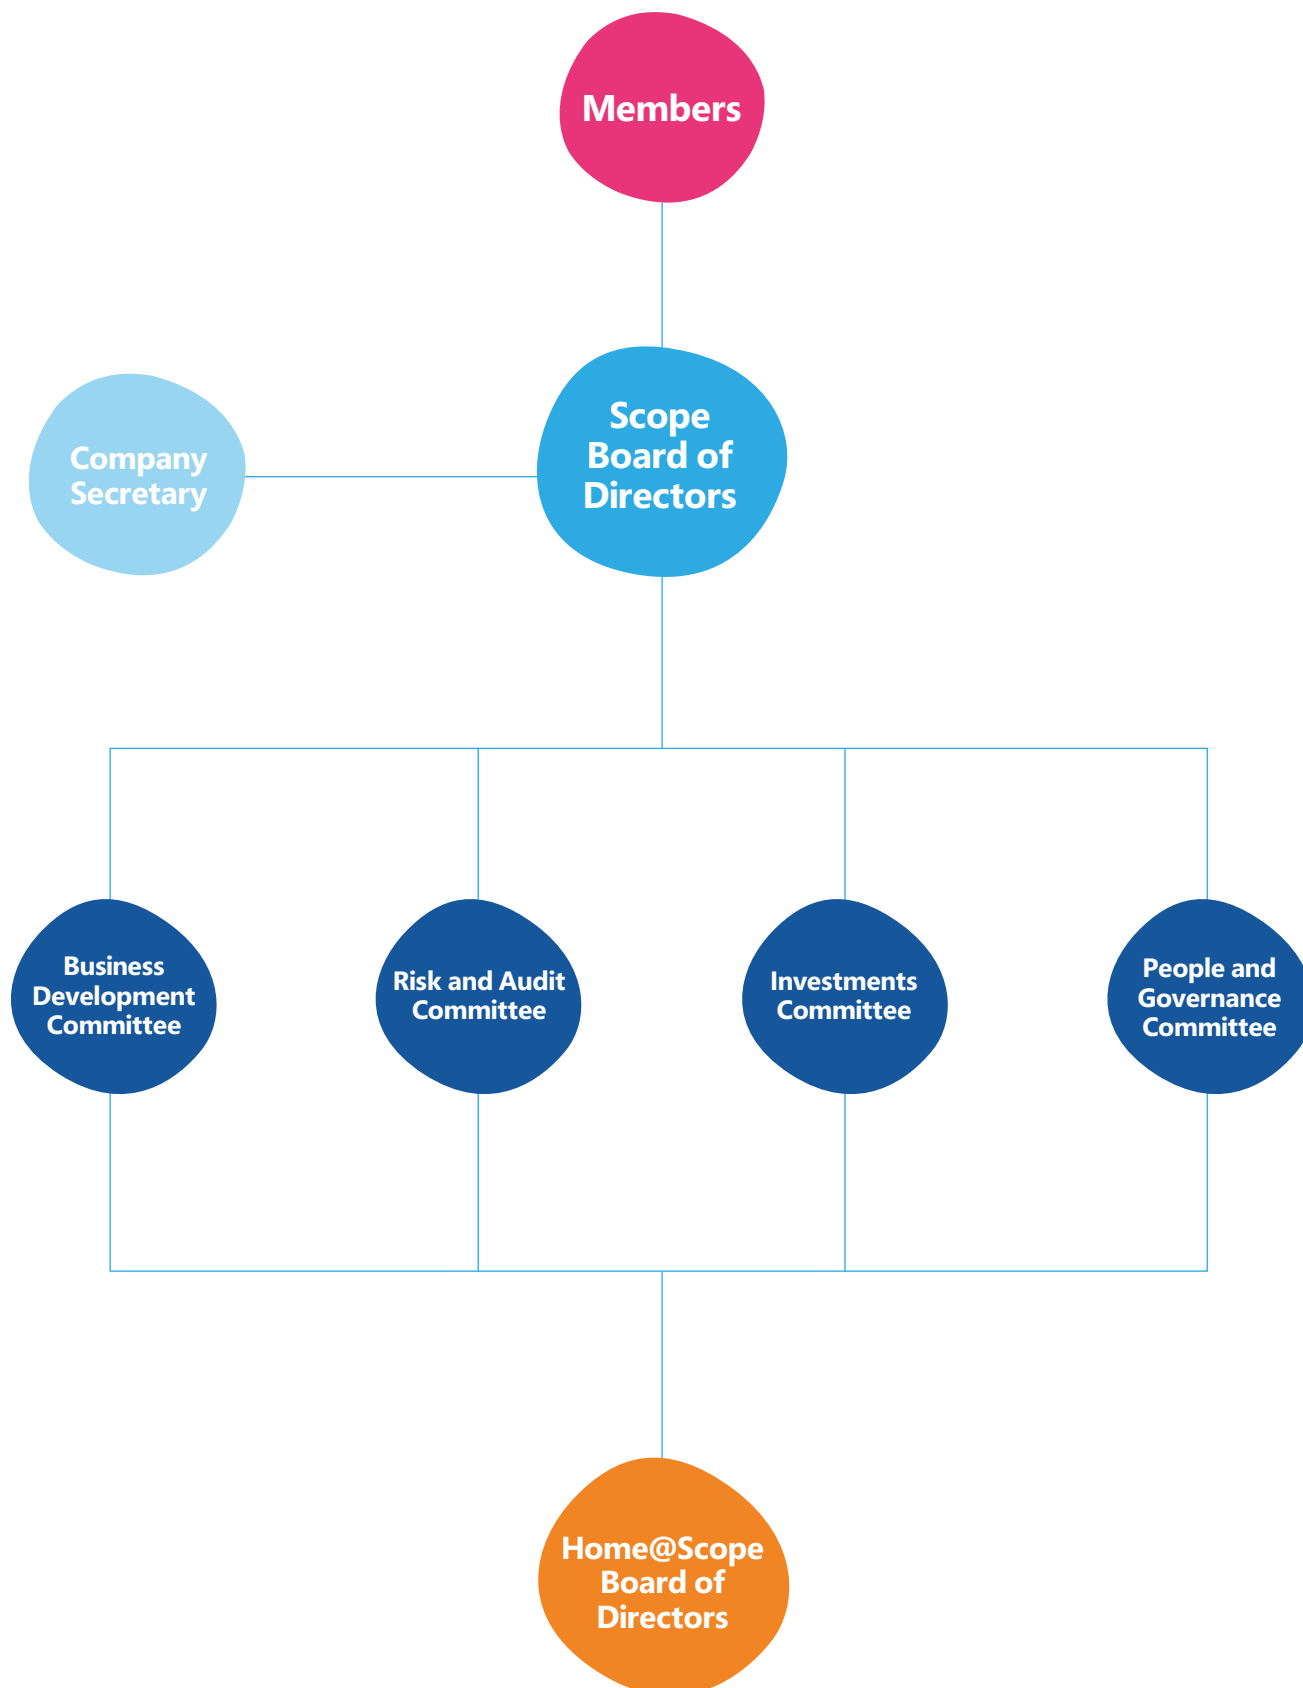 Members
Scope
Board of
Directors
Company
Secretary
Business
Development
Committee
Risk and Audit
Committee
Investments
Committee
People and
Governance
Committee
Home@Scope
Board of
Directors